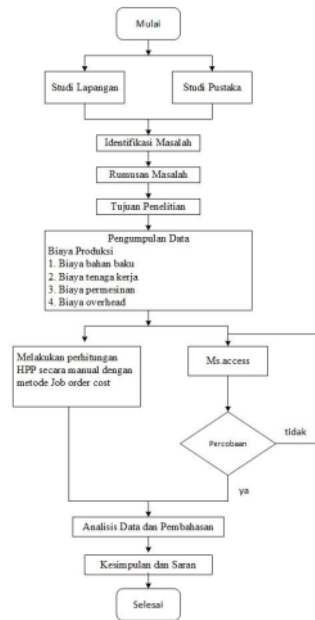 Mulai
Studi Lapangan
Studi Pustaka
Identifikasi Masalah
Rumusan Masalah
Tujuan Penelitian
Pengumpulan Data
Biaya Produksi
1. Biaya bahan baku
2. Biaya tenaga kerja
3. Biaya permesinan
4. Biaya overhead
Melakukan perhitungan
HPP secara manual dengan
metode Job order cost
Ms.access
Percobaan
tidak
ya
Analisis Data dan Pembahasan
Kesimpulan dan Saran
Selesai